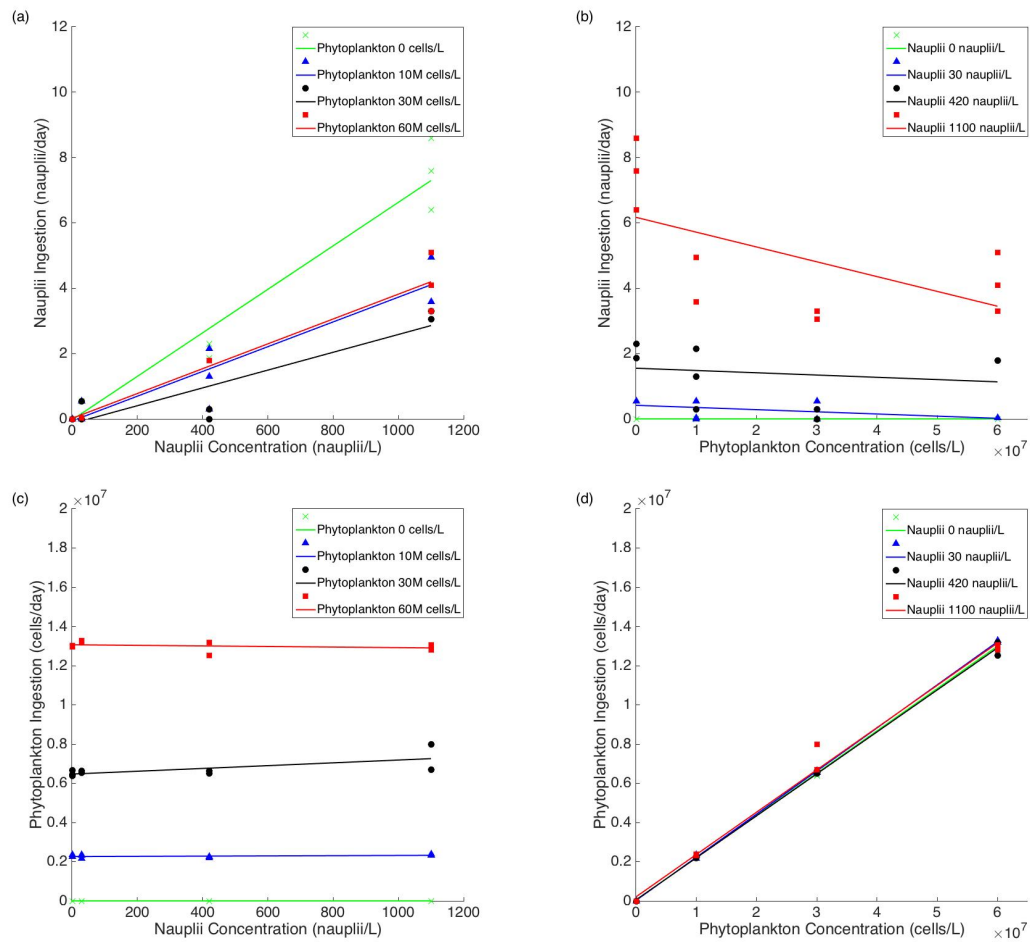 (a)
12
10
8
6
4
2
0
Nauplii Ingestion (nauplii/day)
Phytoplankton 0 cells/L
Phytoplankton 10M cells/L
Phytoplankton 30M cells/L
Phytoplankton 60M cells/L
0 200 400 600 800 1000 1200
Nauplii Concentration (nauplii/L)
(b)
12
10
8
6
4
2
0
Nauplii Ingestion (nauplii/day)
Nauplii 0 nauplii/L
Nauplii 30 nauplii/L
Nauplii 420 nauplii/L
Nauplii 1100 nauplii/L
0 1 2 3 4 5 6
Phytoplankton Concentration (cells/L)
×10⁷
(c)
×10⁷
2
1.8
1.6
1.4
1.2
1
0.8
0.6
0.4
0.2
0
Phytoplankton Ingestion (cells/day)
Phytoplankton 0 cells/L
Phytoplankton 10M cells/L
Phytoplankton 30M cells/L
Phytoplankton 60M cells/L
0 200 400 600 800 1000 1200
Nauplii Concentration (nauplii/L)
(d)
×10⁷
2
1.8
1.6
1.4
1.2
1
0.8
0.6
0.4
0.2
0
Phytoplankton Ingestion (cells/day)
Nauplii 0 nauplii/L
Nauplii 30 nauplii/L
Nauplii 420 nauplii/L
Nauplii 1100 nauplii/L
0 1 2 3 4 5 6
Phytoplankton Concentration (cells/L)
×10⁷